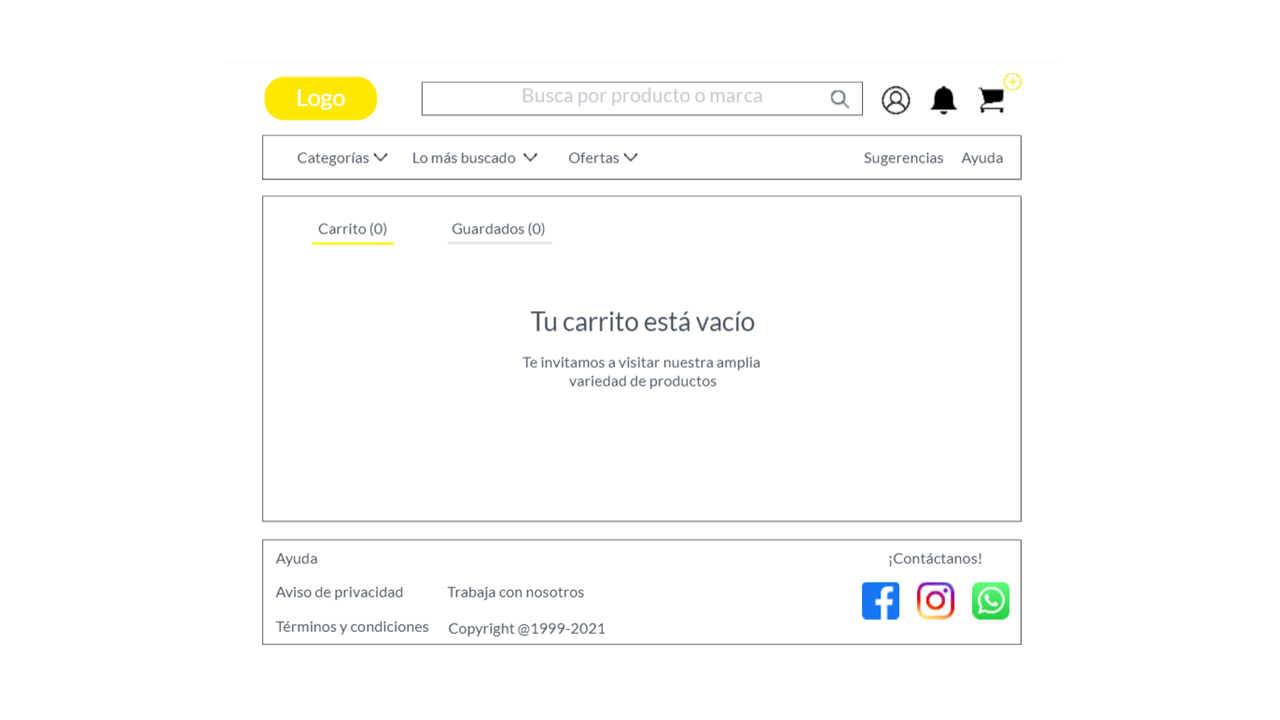 Logo
Busca por producto o marca
Categorías
Lo más buscado
Ofertas
Sugerencias
Ayuda
Carrito (0)
Guardados (0)
Tu carrito está vacío
Te invitamos a visitar nuestra amplia
variedad de productos
Ayuda
¡Contáctanos!
Aviso de privacidad
Trabaja con nosotros
Términos y condiciones
Copyright @1999-2021